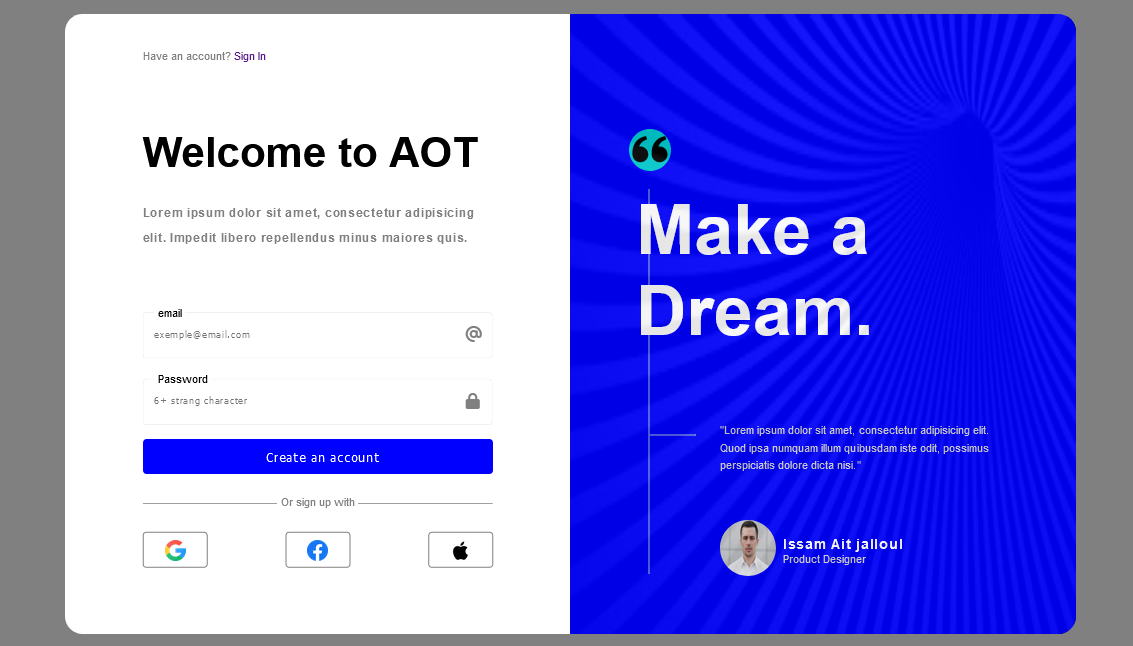 Have an account? Sign In
Welcome to AOT
Lorem ipsum dolor sit amet, consectetur adipisicing
elit. Impedit libero repellendus minus maiores quis.
email
exemple@email.com
Password
6+ strang character
Create an account
Or sign up with
Make a
Dream.
"Lorem ipsum dolor sit amet, consectetur adipisicing elit.
Quod ipsa numquam illum quibusdam iste odit, possimus
perspiciatis dolore dicta nisi."
Issam Ait jalloul
Product Designer